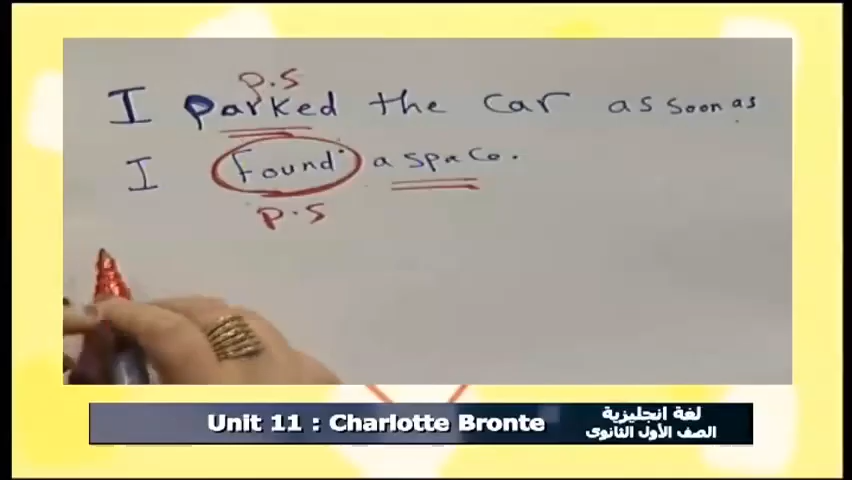 p.s
I parked the car as soon as
I found a space.
p.s
Unit 11 : Charlotte Bronte
لغة انجليزية
الصف الأول الثانوى